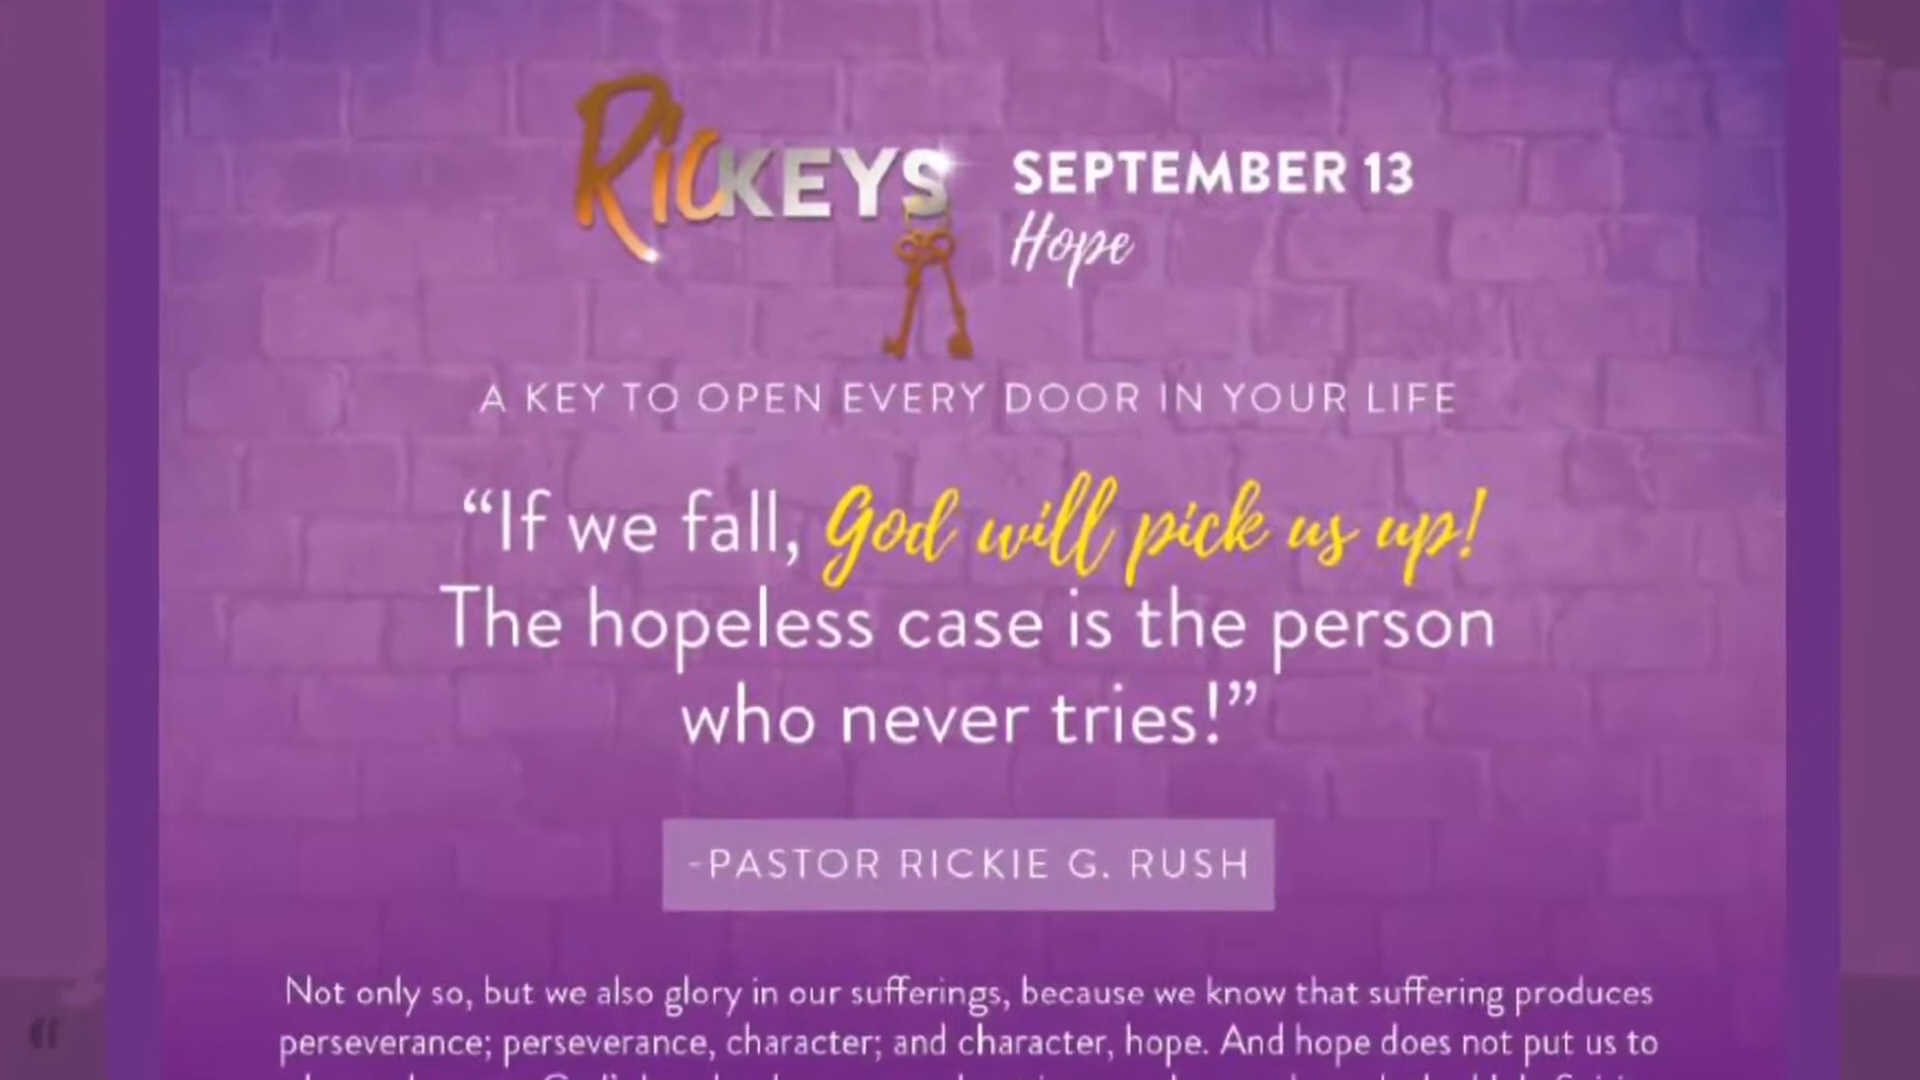 RicKEYS
SEPTEMBER 13
Hope
A KEY TO OPEN EVERY DOOR IN YOUR LIFE
“If we fall, God will pick us up!
The hopeless case is the person
who never tries!”
-PASTOR RICKIE G. RUSH
Not only so, but we also glory in our sufferings, because we know that suffering produces
perseverance; perseverance, character; and character, hope. And hope does not put us to